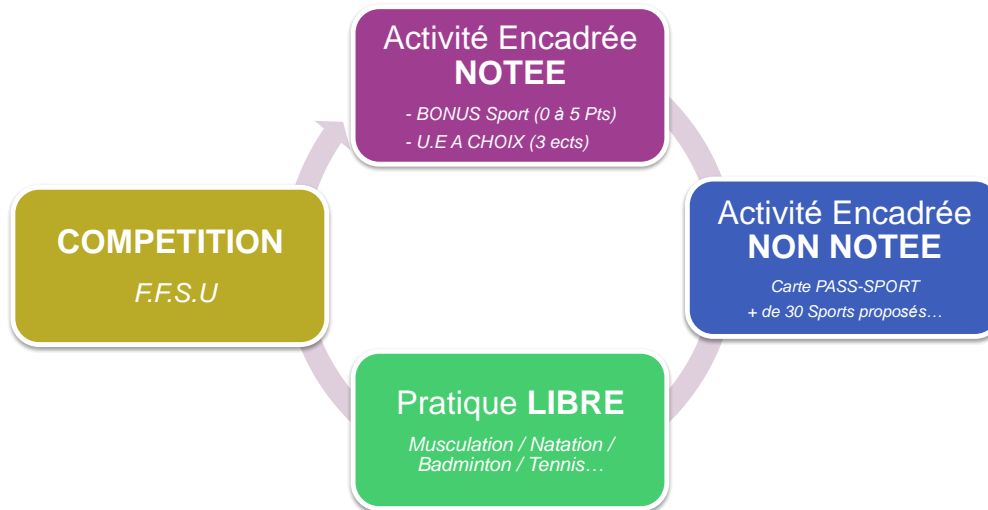 Activité Encadrée
NOTEE
- BONUS Sport (0 à 5 Pts)
- U.E A CHOIX (3 ects)
Activité Encadrée
NON NOTEE
Carte PASS-SPORT
+ de 30 Sports proposés…
Pratique LIBRE
Musculation / Natation /
Badminton / Tennis…
COMPETITION
F.F.S.U